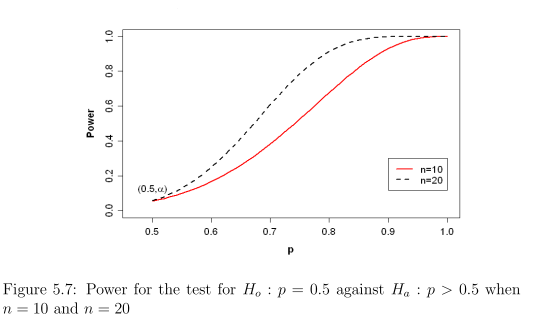 Power
1.0
0.8
0.6
0.4
0.2
0.0
(0.5,α)
n=10
n=20
0.5 0.6 0.7 0.8 0.9 1.0
p
Figure 5.7: Power for the test for Hₒ : p = 0.5 against Hₐ : p > 0.5 when
n = 10 and n = 20